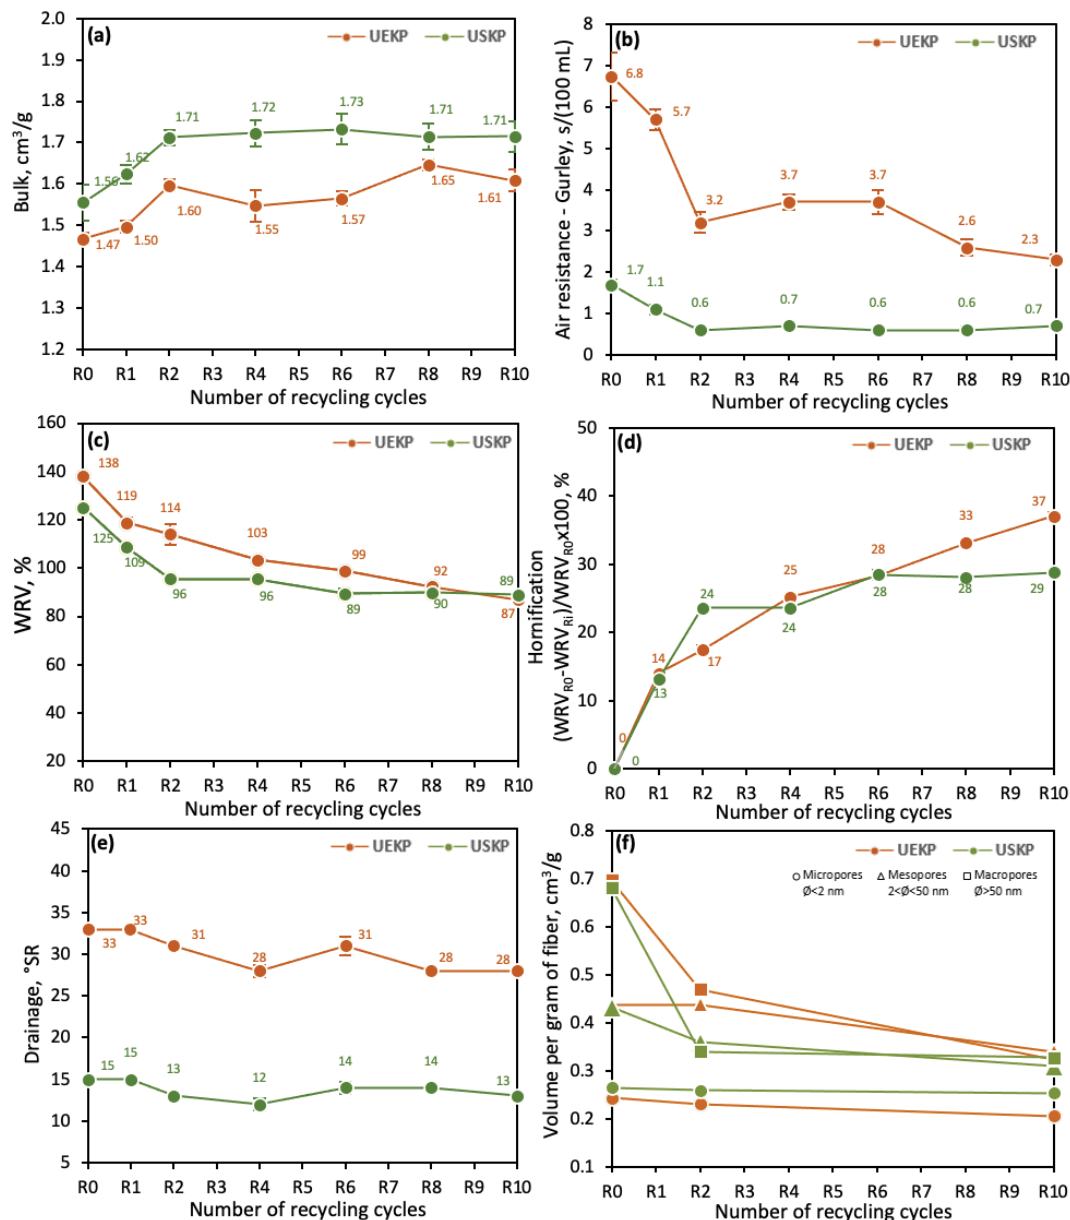 (a)
UEKP USKP
Bulk, cm³/g
2.0
1.9
1.8
1.7
1.6
1.5
1.4
1.3
1.2
1.56 1.62 1.71 1.72 1.73 1.71 1.71
1.47 1.50 1.60 1.55 1.57 1.65 1.61
R0 R1 R2 R3 R4 R5 R6 R7 R8 R9 R10
Number of recycling cycles
(b)
UEKP USKP
Air resistance - Gurley, s/(100 mL)
8
7
6
5
4
3
2
1
0
6.8 5.7 3.2 3.7 3.7 2.6 2.3
1.7 1.1 0.6 0.7 0.6 0.6 0.7
R0 R1 R2 R3 R4 R5 R6 R7 R8 R9 R10
Number of recycling cycles
(c)
UEKP USKP
WRV, %
160
140
120
100
80
60
40
20
138 119 114 103 99 92 87
125 109 96 96 89 90 89
R0 R1 R2 R3 R4 R5 R6 R7 R8 R9 R10
Number of recycling cycles
(d)
UEKP USKP
Hornification
(WRV_R0-WRV_Ri)/WRV_R0x100, %
50
40
30
20
10
0
0 14 17 25 28 33 37
0 13 24 24 28 28 29
R0 R1 R2 R3 R4 R5 R6 R7 R8 R9 R10
Number of recycling cycles
(e)
UEKP USKP
Drainage, °SR
45
40
35
30
25
20
15
10
5
33 33 31 28 31 28 28
15 15 13 12 14 14 13
R0 R1 R2 R3 R4 R5 R6 R7 R8 R9 R10
Number of recycling cycles
(f)
UEKP USKP
Micropores Mesopores Macropores
Ø<2 nm 2<Ø<50 nm Ø>50 nm
Volume per gram of fiber, cm³/g
0.8
0.7
0.6
0.5
0.4
0.3
0.2
0.1
R0 R1 R2 R3 R4 R5 R6 R7 R8 R9 R10
Number of recycling cycles